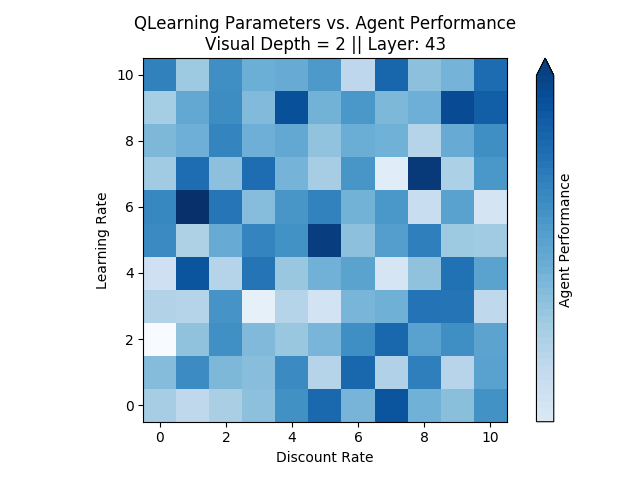 QLearning Parameters vs. Agent Performance
Visual Depth = 2 || Layer: 43
10
8
6
4
2
0
Learning Rate
0 2 4 6 8 10
Discount Rate
Agent Performance